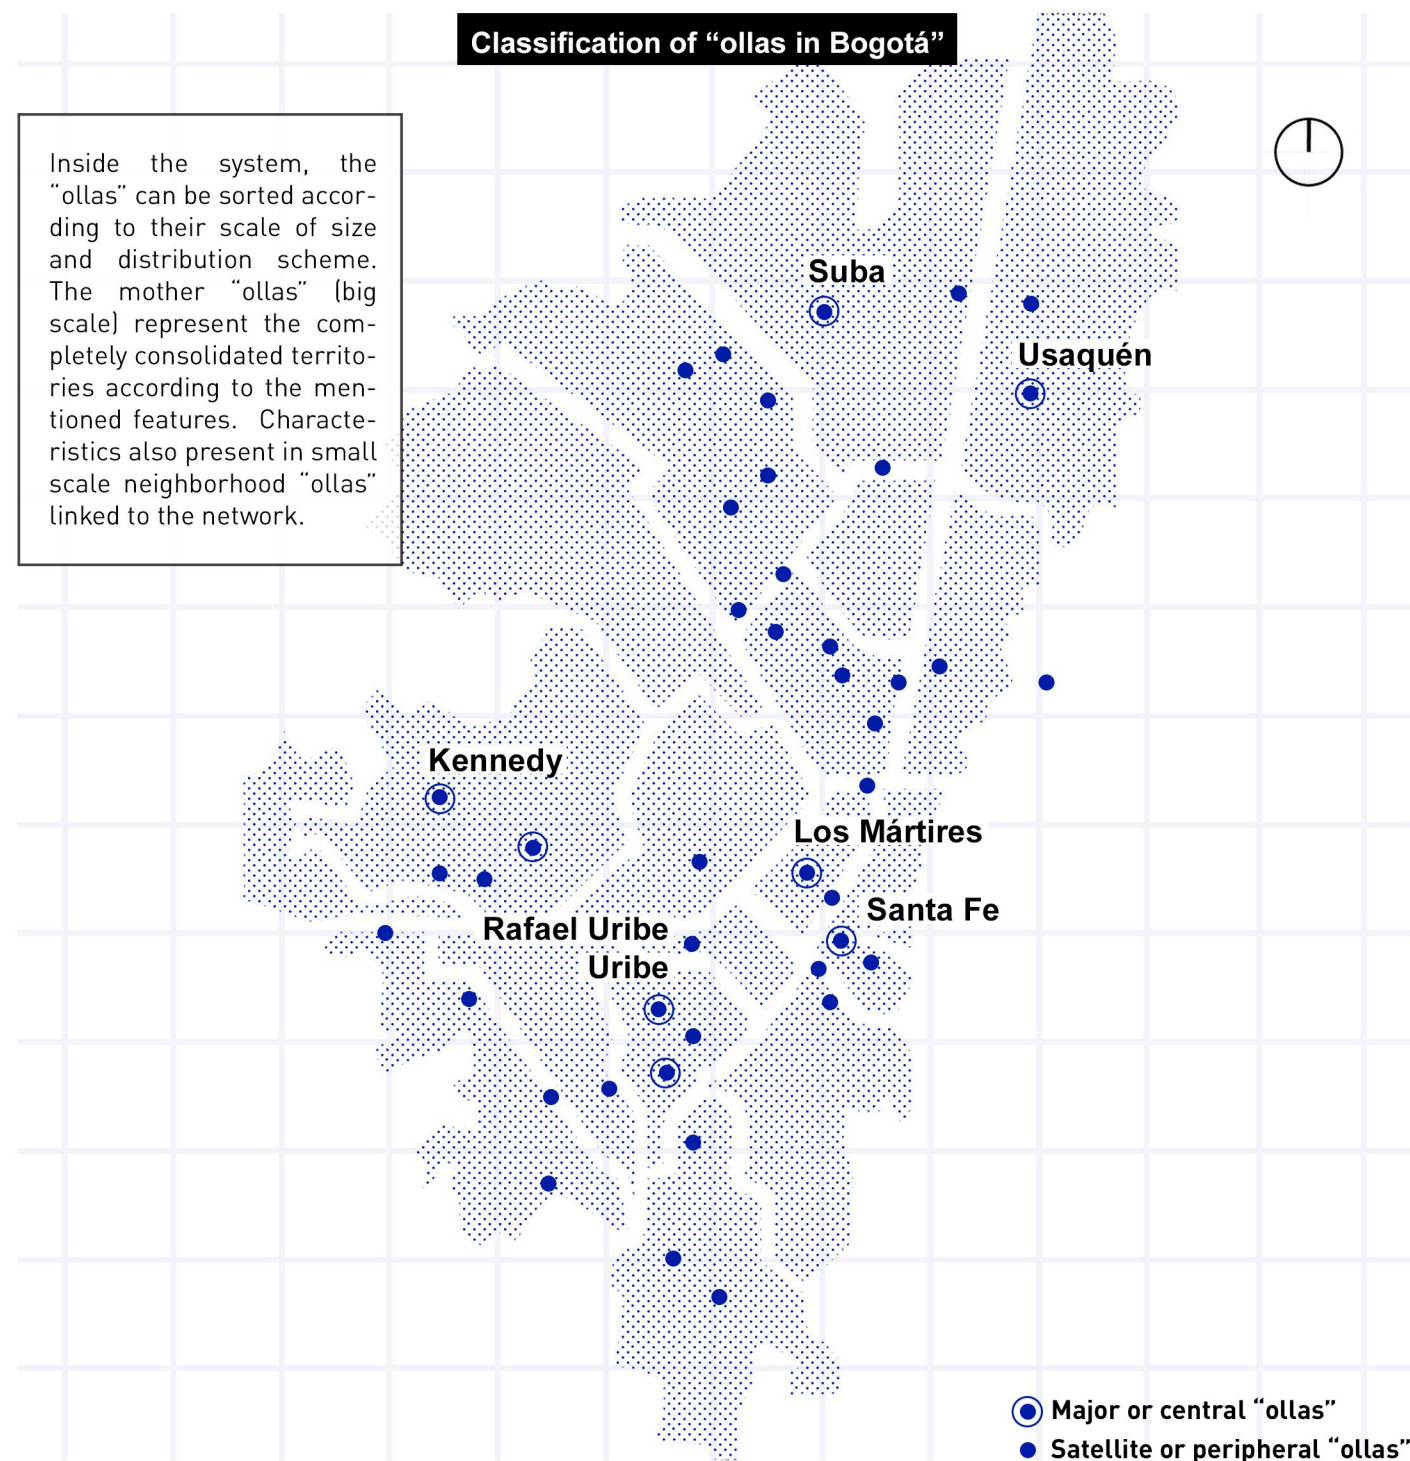 Classification of “ollas in Bogotá”
Inside the system, the
“ollas” can be sorted accor-
ding to their scale of size
and distribution scheme.
The mother “ollas” (big
scale) represent the com-
pletely consolidated territo-
ries according to the men-
tioned features. Characte-
ristics also present in small
scale neighborhood “ollas”
linked to the network.
Suba
Usaquén
Kennedy
Los Mártires
Santa Fe
Rafael Uribe
Uribe
Major or central “ollas”
Satellite or peripheral “ollas”